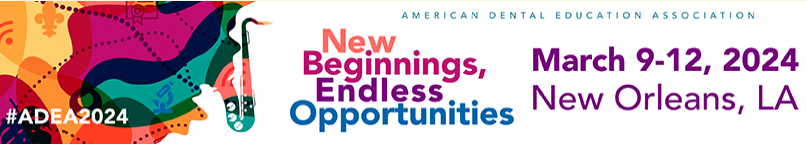 AMERICAN DENTAL EDUCATION ASSOCIATION
New
Beginnings,
Endless
Opportunities
March 9-12, 2024
New Orleans, LA
#ADEA2024